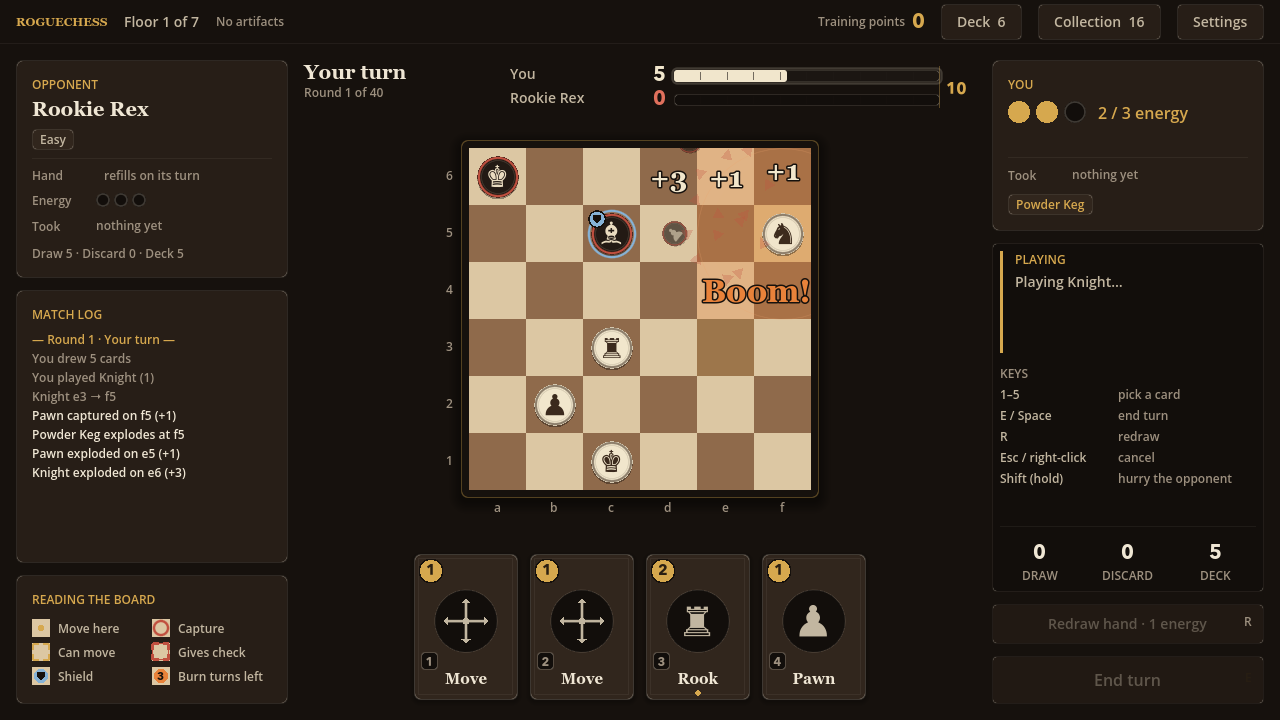 ROGUECHESS
Floor 1 of 7
No artifacts
Training points 0
Deck 6
Collection 16
Settings
OPPONENT
Rookie Rex
Easy
Hand refills on its turn
Energy
Took nothing yet
Draw 5 · Discard 0 · Deck 5
MATCH LOG
— Round 1 · Your turn —
You drew 5 cards
You played Knight (1)
Knight e3 → f5
Pawn captured on f5 (+1)
Powder Keg explodes at f5
Pawn exploded on e5 (+1)
Knight exploded on e6 (+3)
READING THE BOARD
Move here
Capture
Can move
Gives check
Shield
3 Burn turns left
Your turn
Round 1 of 40
You 5
Rookie Rex 0
10
6
5
4
3
2
1
+3 +1 +1
Boom!
a b c d e f
1 1 Move
1 2 Move
2 3 Rook
1 4 Pawn
YOU
2 / 3 energy
Took nothing yet
Powder Keg
PLAYING
Playing Knight...
KEYS
1–5 pick a card
E / Space end turn
R redraw
Esc / right-click cancel
Shift (hold) hurry the opponent
0 0 5
DRAW DISCARD DECK
Redraw hand · 1 energy R
End turn